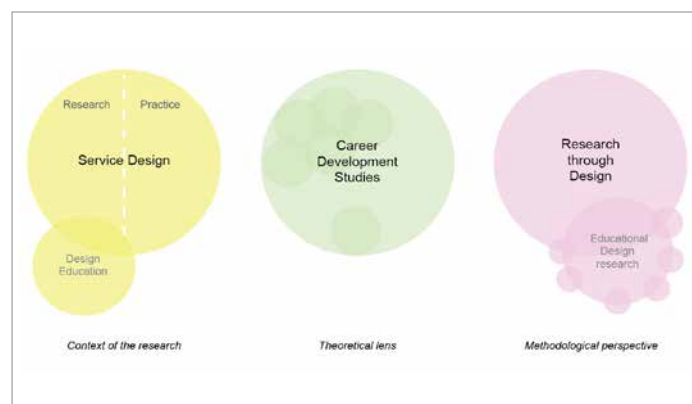 Research
Practice
Service Design
Design
Education
Context of the research
Career
Development
Studies
Theoretical lens
Research
through
Design
Educational
Design
research
Methodological perspective